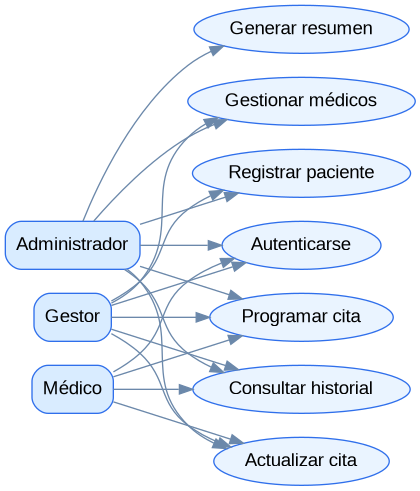 Generar resumen
Gestionar médicos
Registrar paciente
Administrador
Autenticarse
Gestor
Programar cita
Médico
Consultar historial
Actualizar cita